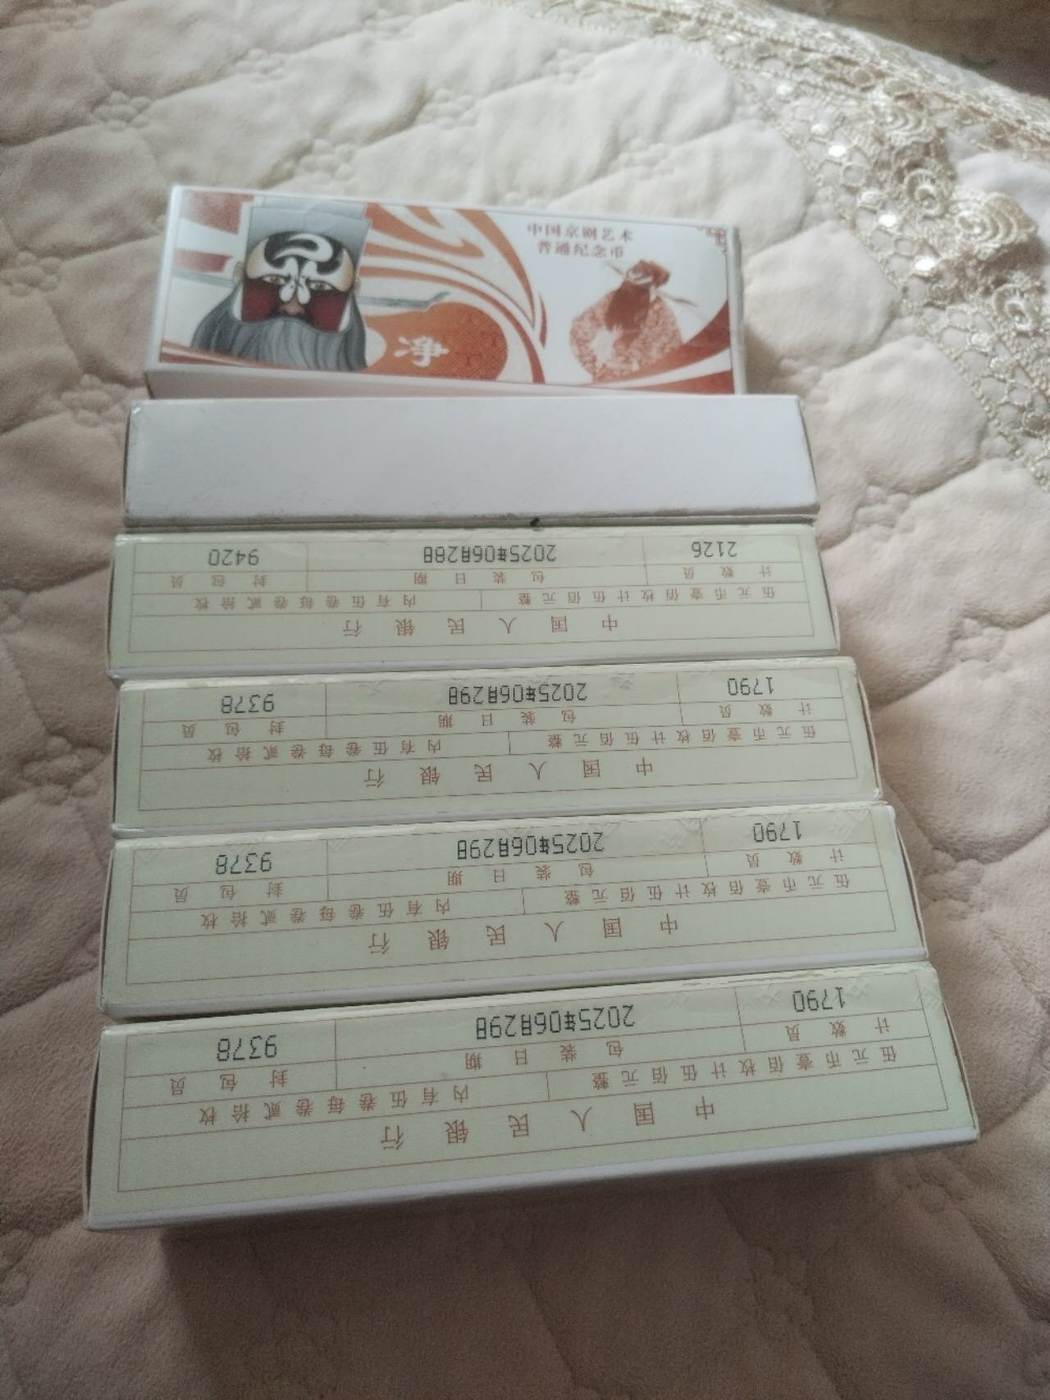 中国京剧艺术
普通纪念币
净
中国人民银行
伍元币壹佰枚计伍佰元整 内有伍卷每卷贰拾枚
计数员 包装日期 封包员
2126 2025年06月28日 9420
中国人民银行
伍元币壹佰枚计伍佰元整 内有伍卷每卷贰拾枚
计数员 包装日期 封包员
1790 2025年06月29日 9378
中国人民银行
伍元币壹佰枚计伍佰元整 内有伍卷每卷贰拾枚
计数员 包装日期 封包员
1790 2025年06月29日 9378
中国人民银行
伍元币壹佰枚计伍佰元整 内有伍卷每卷贰拾枚
计数员 包装日期 封包员
1790 2025年06月29日 9378